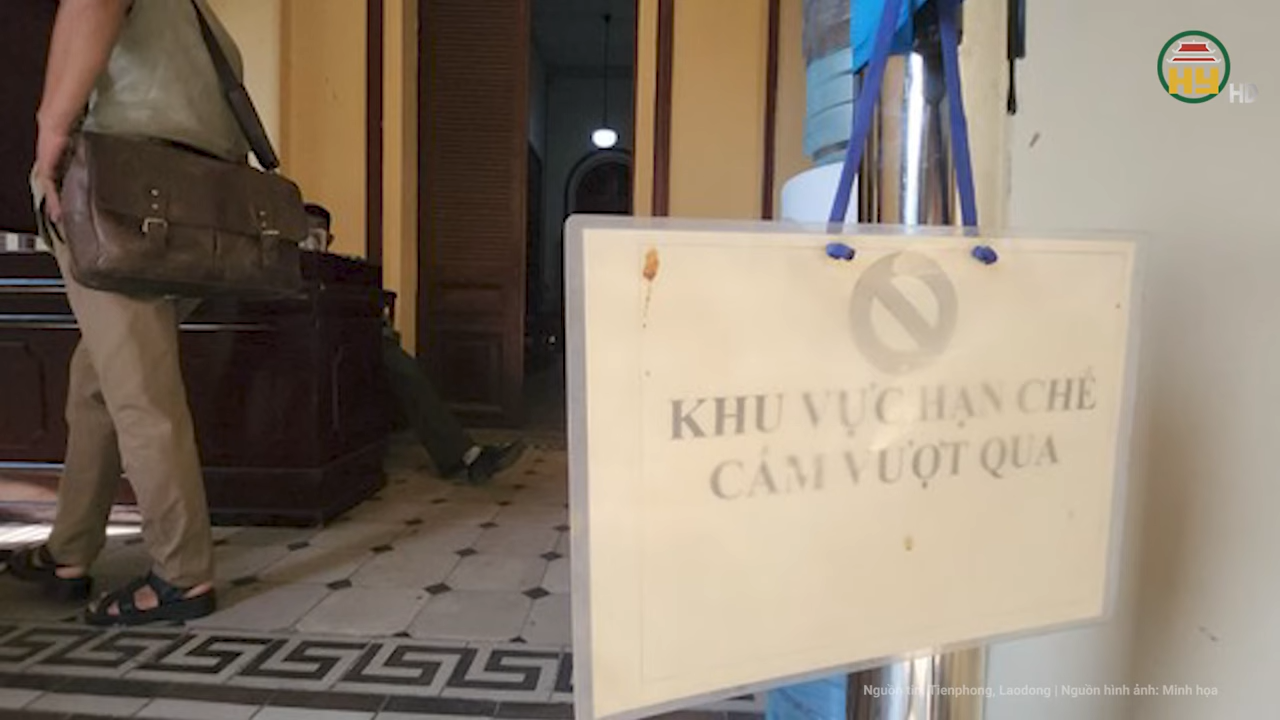 HY
HD
KHU VỰC HẠN CHẾ
CẤM VƯỢT QUA
Nguồn tin: Tienphong, Laodong | Nguồn hình ảnh: Minh họa